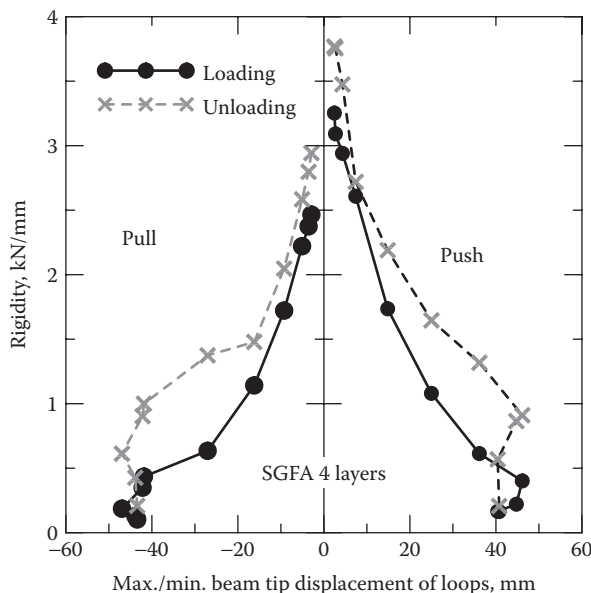 4
Loading
Unloading
3
Pull
Push
2
Rigidity, kN/mm
1
SGFA 4 layers
0
−60 −40 −20 0 20 40 60
Max./min. beam tip displacement of loops, mm